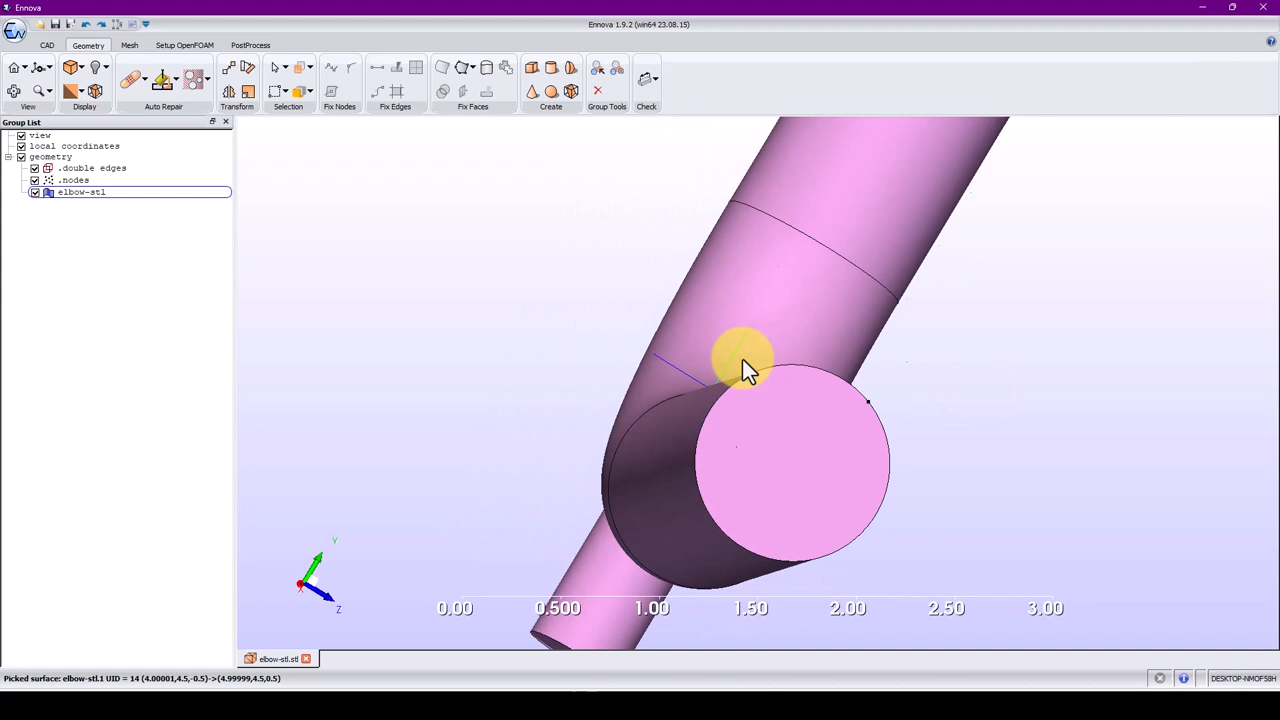 Ennova
Ennova 1.9.2 (win64 23.08.15)
CAD Geometry Mesh Setup OpenFOAM PostProcess
View Display Auto Repair Transform Selection Fix Nodes Fix Edges Fix Faces Create Group Tools Check
Group List
view
local coordinates
geometry
.double edges
.nodes
elbow-stl
Y
X
Z
0.00 0.500 1.00 1.50 2.00 2.50 3.00
elbow-stl.stl
Picked surface: elbow-stl.1 UID = 14 (4.00001,4.5,-0.5)->(4.99999,4.5,0.5)
DESKTOP-NMOF5BH